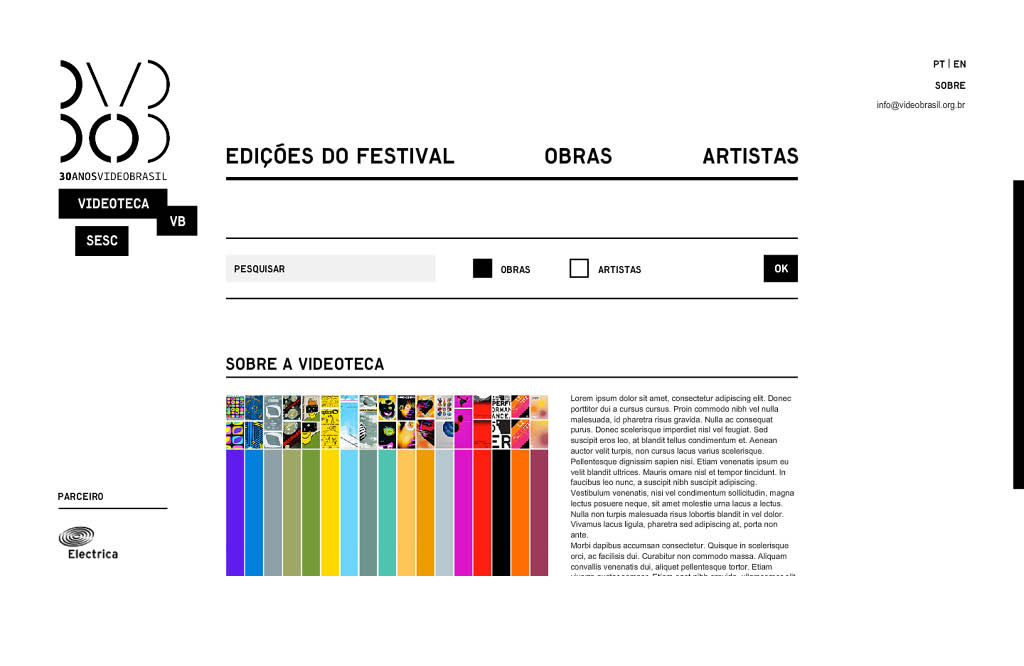 PT | EN
SOBRE
info@videobrasil.org.br
30ANOSVIDEOBRASIL
VIDEOTECA
VB
SESC
EDIÇÕES DO FESTIVAL OBRAS ARTISTAS
PESQUISAR OBRAS ARTISTAS OK
SOBRE A VIDEOTECA
Lorem ipsum dolor sit amet, consectetur adipiscing elit. Donec
porttitor dui a cursus cursus. Proin commodo nibh vel nulla
malesuada, id pharetra risus gravida. Nulla ac consequat
purus. Donec scelerisque imperdiet nisl vel feugiat. Sed
suscipit eros leo, at blandit tellus condimentum et. Aenean
auctor velit turpis, non cursus lacus varius scelerisque.
Pellentesque dignissim sapien nisi. Etiam venenatis ipsum eu
velit blandit ultrices. Mauris ornare nisl et tempor tincidunt. In
faucibus leo nunc, a suscipit nibh suscipit adipiscing.
Vestibulum venenatis, nisi vel condimentum sollicitudin, magna
lectus posuere neque, sit amet molestie urna lacus a lectus.
Nulla non turpis malesuada risus lobortis blandit in vel dolor.
Vivamus lacus ligula, pharetra sed adipiscing at, porta non
ante.
Morbi dapibus accumsan consectetur. Quisque in scelerisque
orci, ac facilisis dui. Curabitur non commodo massa. Aliquam
convallis venenatis dui, aliquet pellentesque tortor. Etiam
PARCEIRO
Electrica